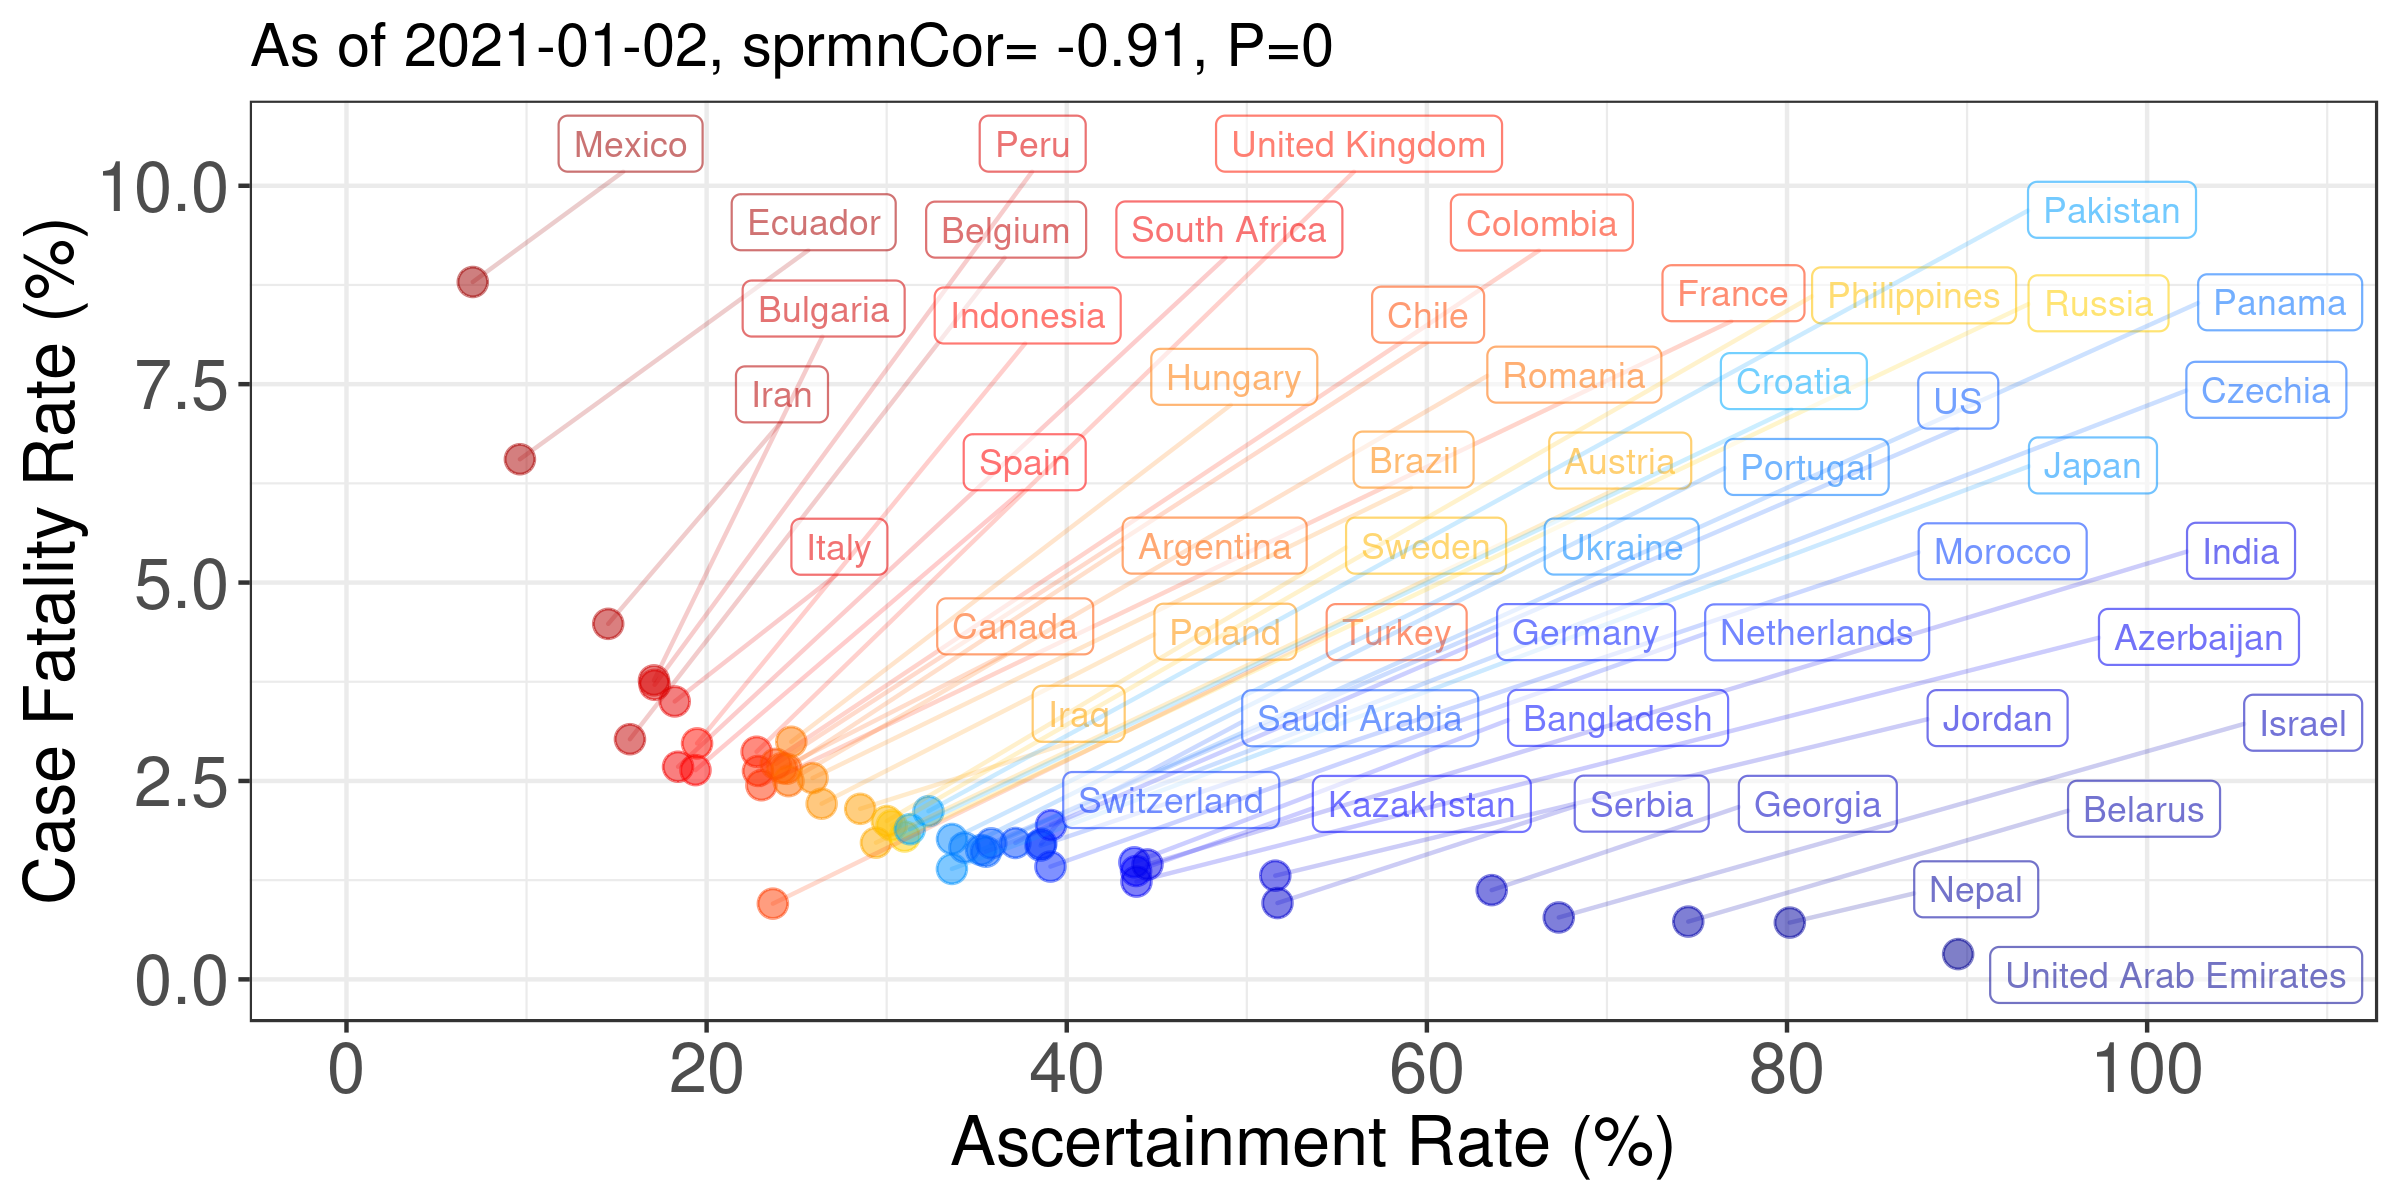 As of 2021-01-02, sprmnCor= -0.91, P=0
Case Fatality Rate (%)
10.0
7.5
5.0
2.5
0.0
Mexico
Peru
United Kingdom
Ecuador
Belgium
South Africa
Colombia
Pakistan
Bulgaria
Indonesia
Chile
France
Philippines
Russia
Panama
Iran
Hungary
Romania
Croatia
US
Czechia
Spain
Brazil
Austria
Portugal
Japan
Italy
Argentina
Sweden
Ukraine
Morocco
India
Canada
Poland
Turkey
Germany
Netherlands
Azerbaijan
Iraq
Saudi Arabia
Bangladesh
Jordan
Israel
Switzerland
Kazakhstan
Serbia
Georgia
Belarus
Nepal
United Arab Emirates
0
20
40
60
80
100
Ascertainment Rate (%)